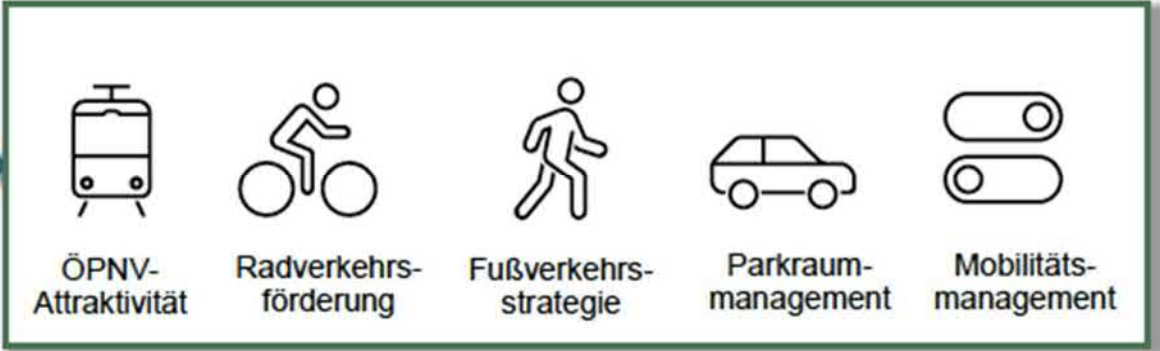 ÖPNV-
Attraktivität
Radverkehrs-
förderung
Fußverkehrs-
strategie
Parkraum-
management
Mobilitäts-
management